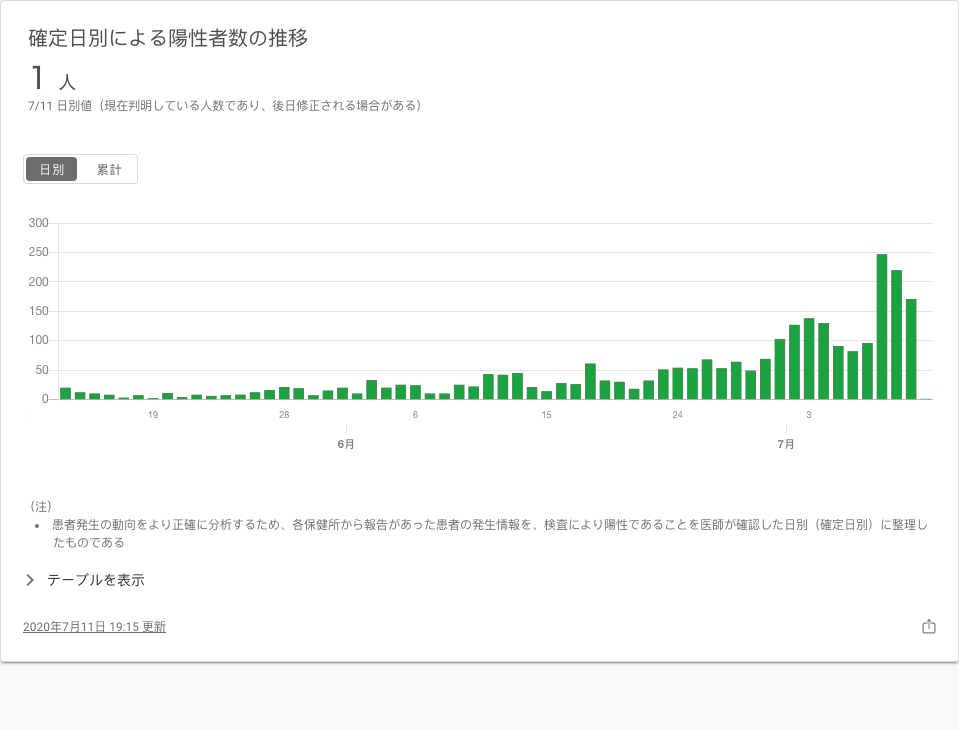 確定日別による陽性者数の推移
1 人
7/11 日別値（現在判明している人数であり、後日修正される場合がある）
日別 累計
300
250
200
150
100
50
0
19 28 6 15 24 3
6月 7月
（注）
• 患者発生の動向をより正確に分析するため、各保健所から報告があった患者の発生情報を、検査により陽性であることを医師が確認した日別（確定日別）に整理し
たものである
テーブルを表示
2020年7月11日 19:15 更新